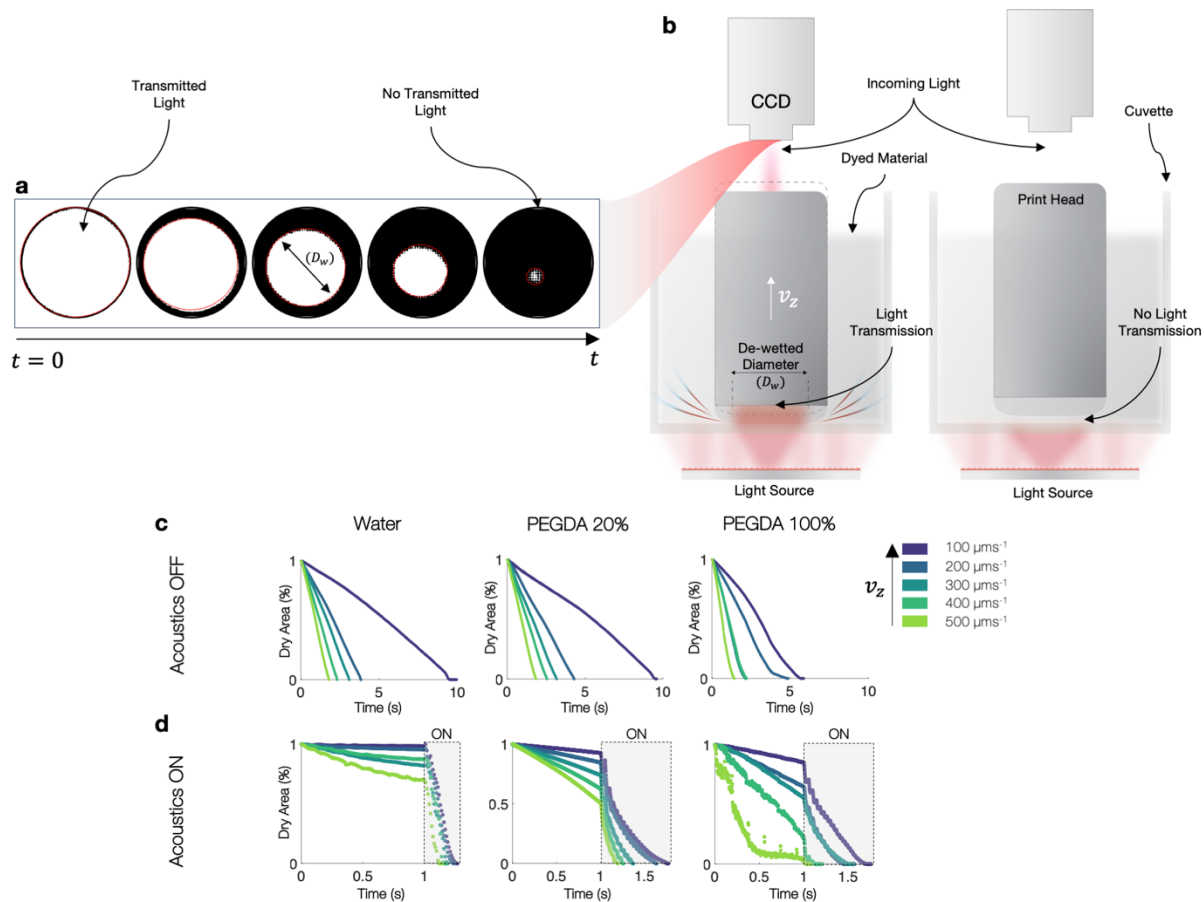 a
Transmitted
Light
No Transmitted
Light
(D_w)
t = 0
t
b
CCD
Incoming Light
Cuvette
Dyed Material
Print Head
v_z
Light
Transmission
No Light
Transmission
De-wetted
Diameter
(D_w)
Light Source
Light Source
c
Water
PEGDA 20%
PEGDA 100%
Acoustics OFF
Dry Area (%)
1
0
0
5
10
Time (s)
Dry Area (%)
1
0
0
5
10
Time (s)
Dry Area (%)
1
0
0
5
10
Time (s)
v_z
100 µms⁻¹
200 µms⁻¹
300 µms⁻¹
400 µms⁻¹
500 µms⁻¹
d
Acoustics ON
ON
Dry Area (%)
1
0
0
0.5
1
Time (s)
ON
Dry Area (%)
1
0.5
0
0
0.5
1
1.5
Time (s)
ON
Dry Area (%)
1
0
0
0.5
1
1.5
Time (s)